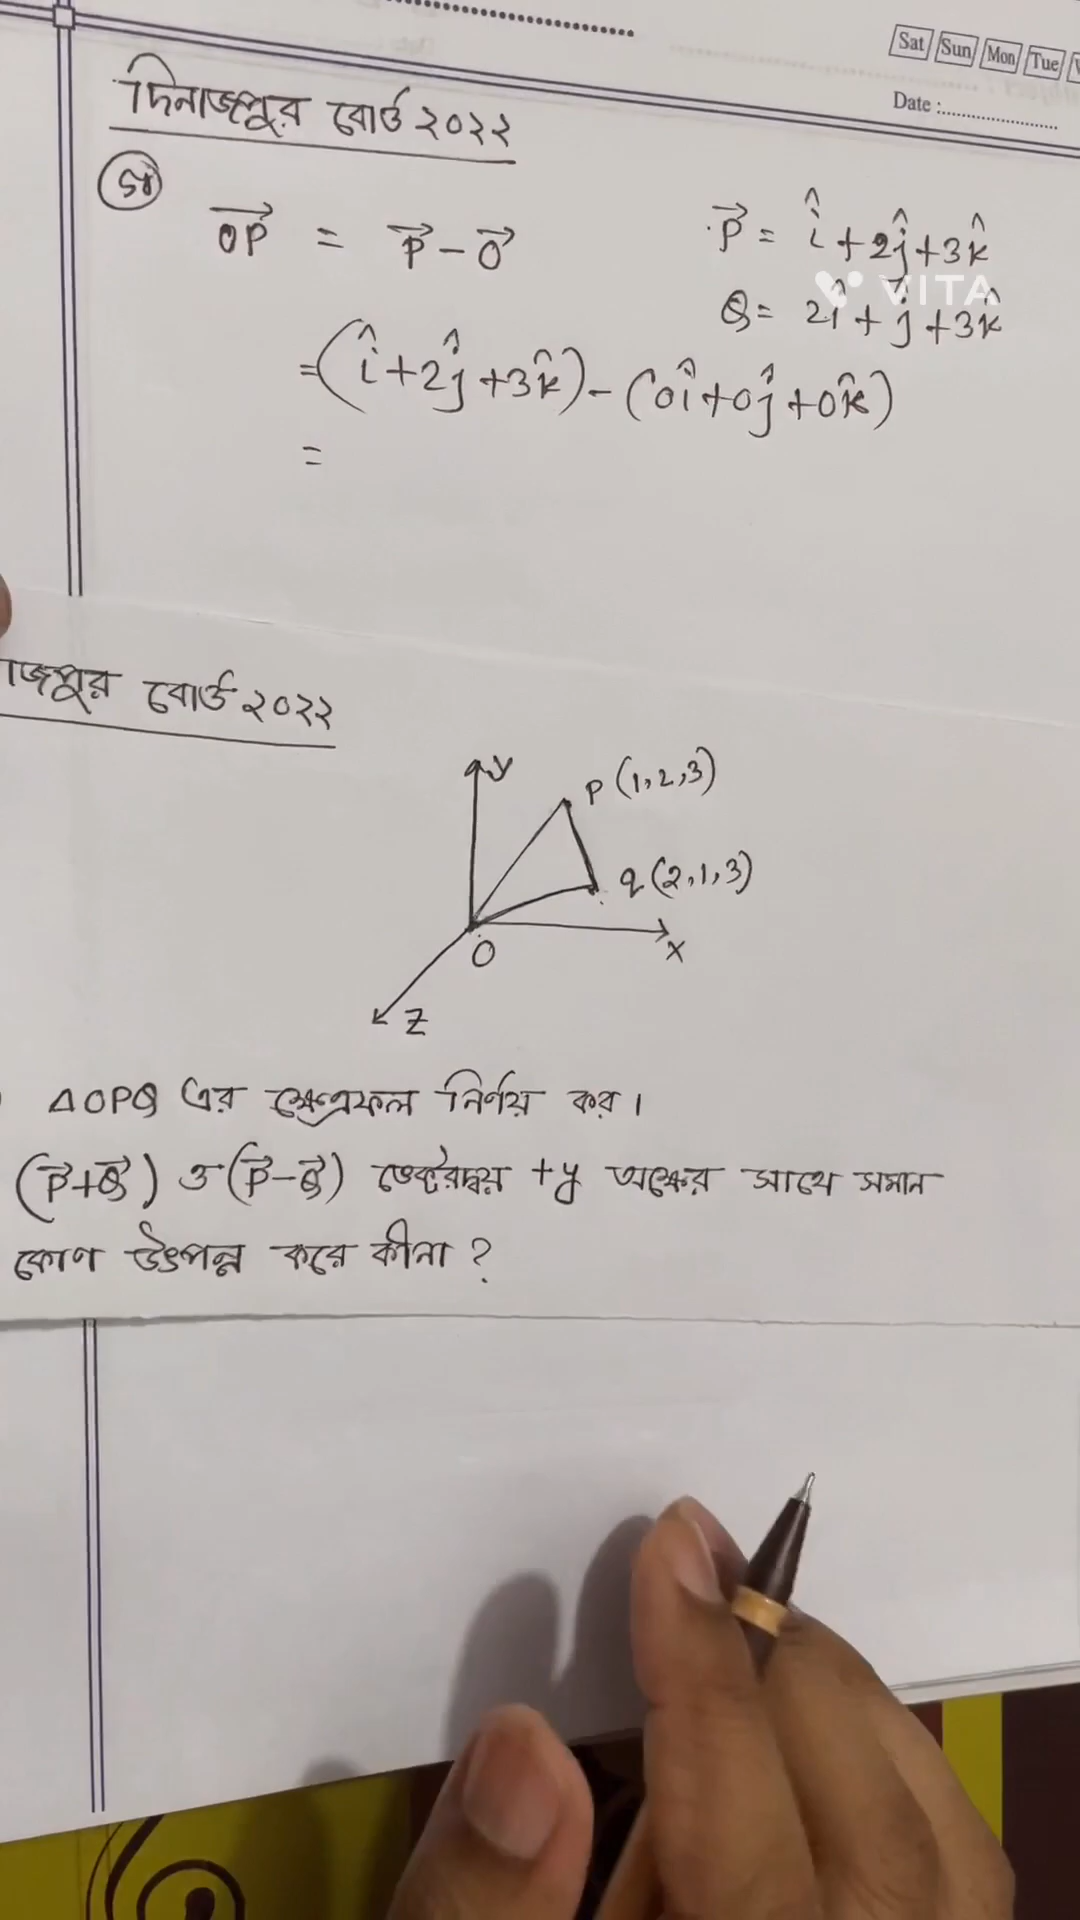 Sat Sun Mon Tue
Date :
দিনাজপুর বোর্ড ২০২২
গ
OP⃗ = P⃗ - O⃗
P⃗ = î + 2ĵ + 3k̂
Q = 2î + ĵ + 3k̂
VITA
= (î + 2ĵ + 3k̂) - (0î + 0ĵ + 0k̂)
=
াজপুর বোর্ড ২০২২
y
P (1, 2, 3)
Q (2, 1, 3)
O
x
z
ΔOPQ এর ক্ষেত্রফল নির্ণয় কর।
(P⃗+Q⃗) ও (P⃗-Q⃗) ভেক্টরদ্বয় +y অক্ষের সাথে সমান
কোণ উৎপন্ন করে কীনা ?